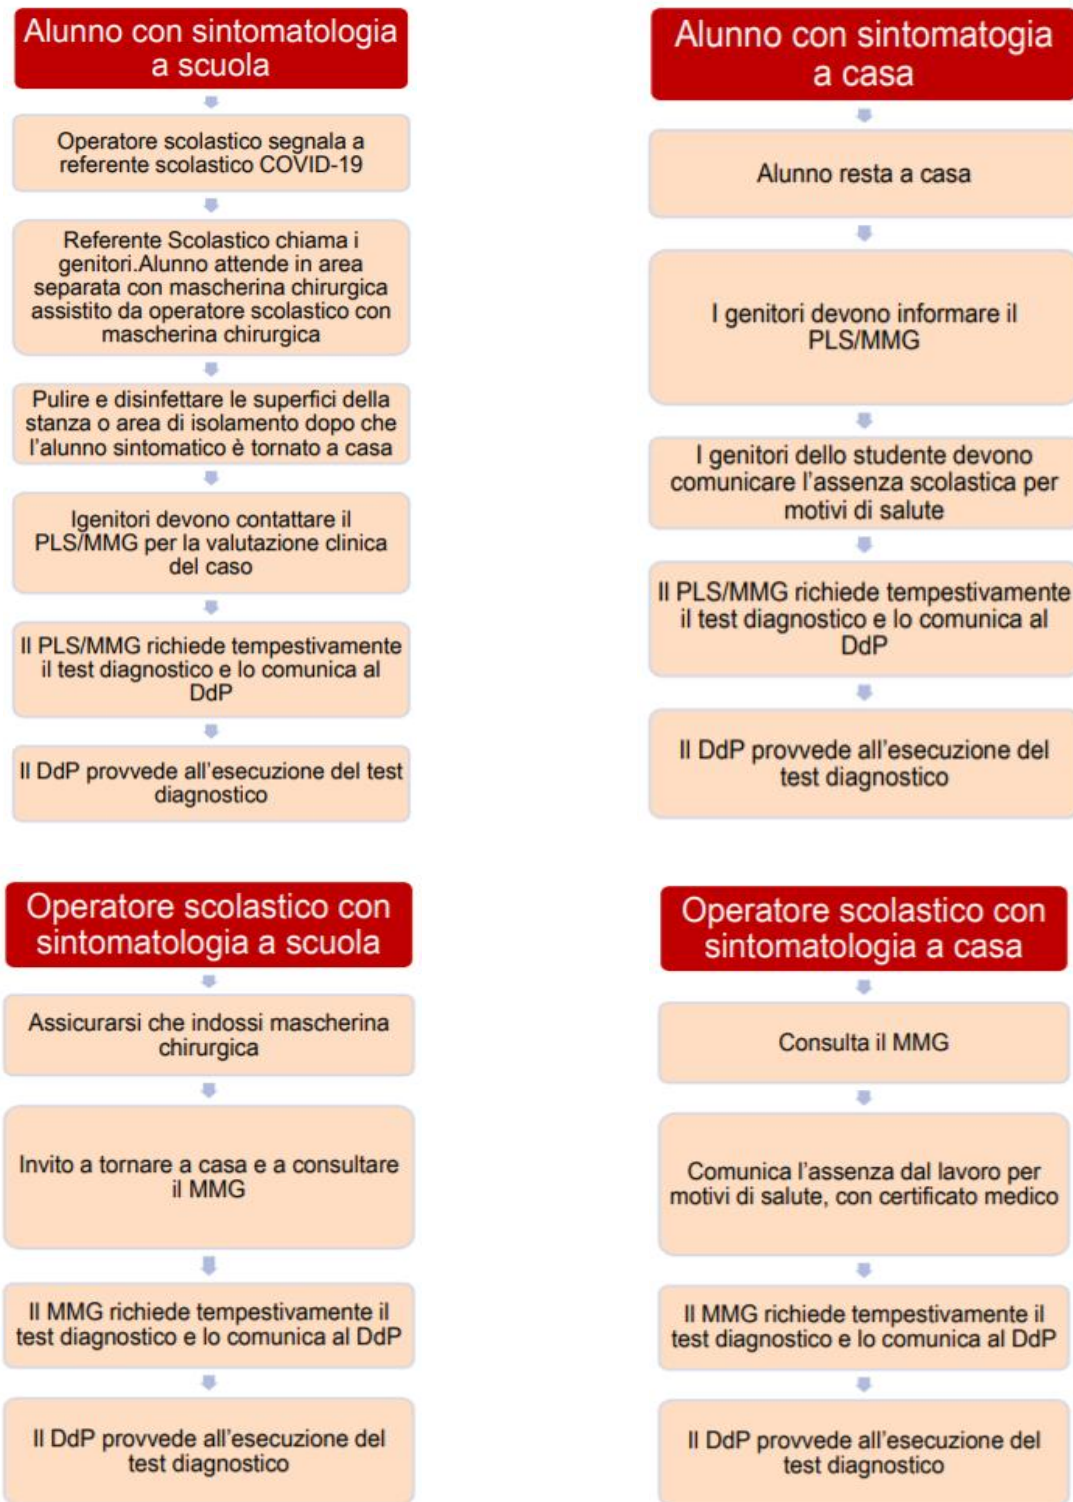 Alunno con sintomatologia
a scuola
Operatore scolastico segnala a
referente scolastico COVID-19
Referente Scolastico chiama i
genitori.Alunno attende in area
separata con mascherina chirurgica
assistito da operatore scolastico con
mascherina chirurgica
Pulire e disinfettare le superfici della
stanza o area di isolamento dopo che
l'alunno sintomatico è tornato a casa
Igenitori devono contattare il
PLS/MMG per la valutazione clinica
del caso
Il PLS/MMG richiede tempestivamente
il test diagnostico e lo comunica al
DdP
Il DdP provvede all'esecuzione del test
diagnostico
Alunno con sintomatogia
a casa
Alunno resta a casa
I genitori devono informare il
PLS/MMG
I genitori dello studente devono
comunicare l'assenza scolastica per
motivi di salute
Il PLS/MMG richiede tempestivamente
il test diagnostico e lo comunica al
DdP
Il DdP provvede all'esecuzione del
test diagnostico
Operatore scolastico con
sintomatologia a scuola
Assicurarsi che indossi mascherina
chirurgica
Invito a tornare a casa e a consultare
il MMG
Il MMG richiede tempestivamente il
test diagnostico e lo comunica al DdP
Il DdP provvede all'esecuzione del
test diagnostico
Operatore scolastico con
sintomatologia a casa
Consulta il MMG
Comunica l'assenza dal lavoro per
motivi di salute, con certificato medico
Il MMG richiede tempestivamente il
test diagnostico e lo comunica al DdP
Il DdP provvede all'esecuzione del
test diagnostico